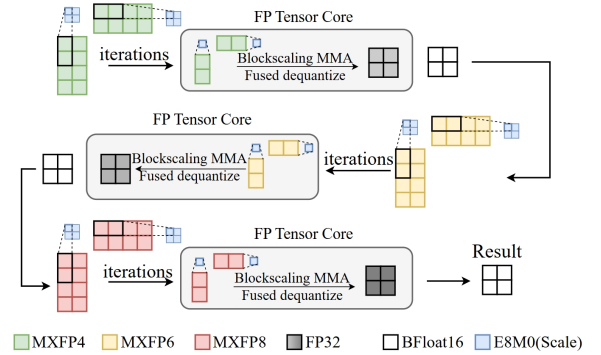 FP Tensor Core
iterations
Blockscaling MMA
Fused dequantize
FP Tensor Core
Blockscaling MMA
Fused dequantize
iterations
FP Tensor Core
iterations
Blockscaling MMA
Fused dequantize
Result
MXFP4 MXFP6 MXFP8 FP32 BFloat16 E8M0(Scale)